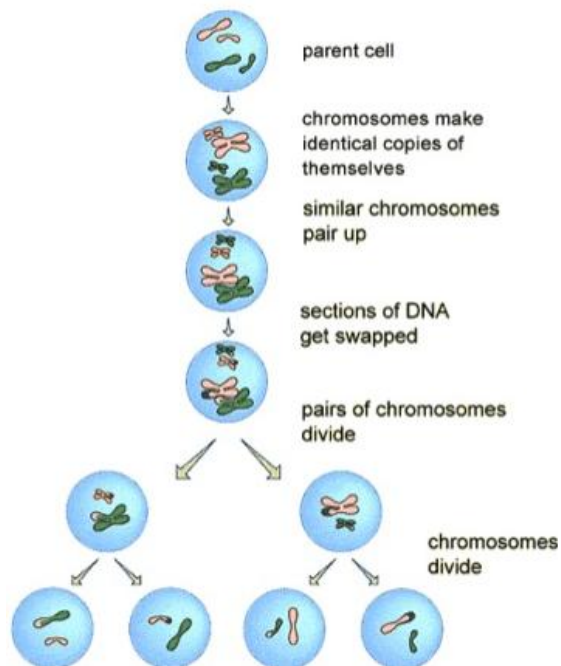 parent cell
chromosomes make
identical copies of
themselves
similar chromosomes
pair up
sections of DNA
get swapped
pairs of chromosomes
divide
chromosomes
divide